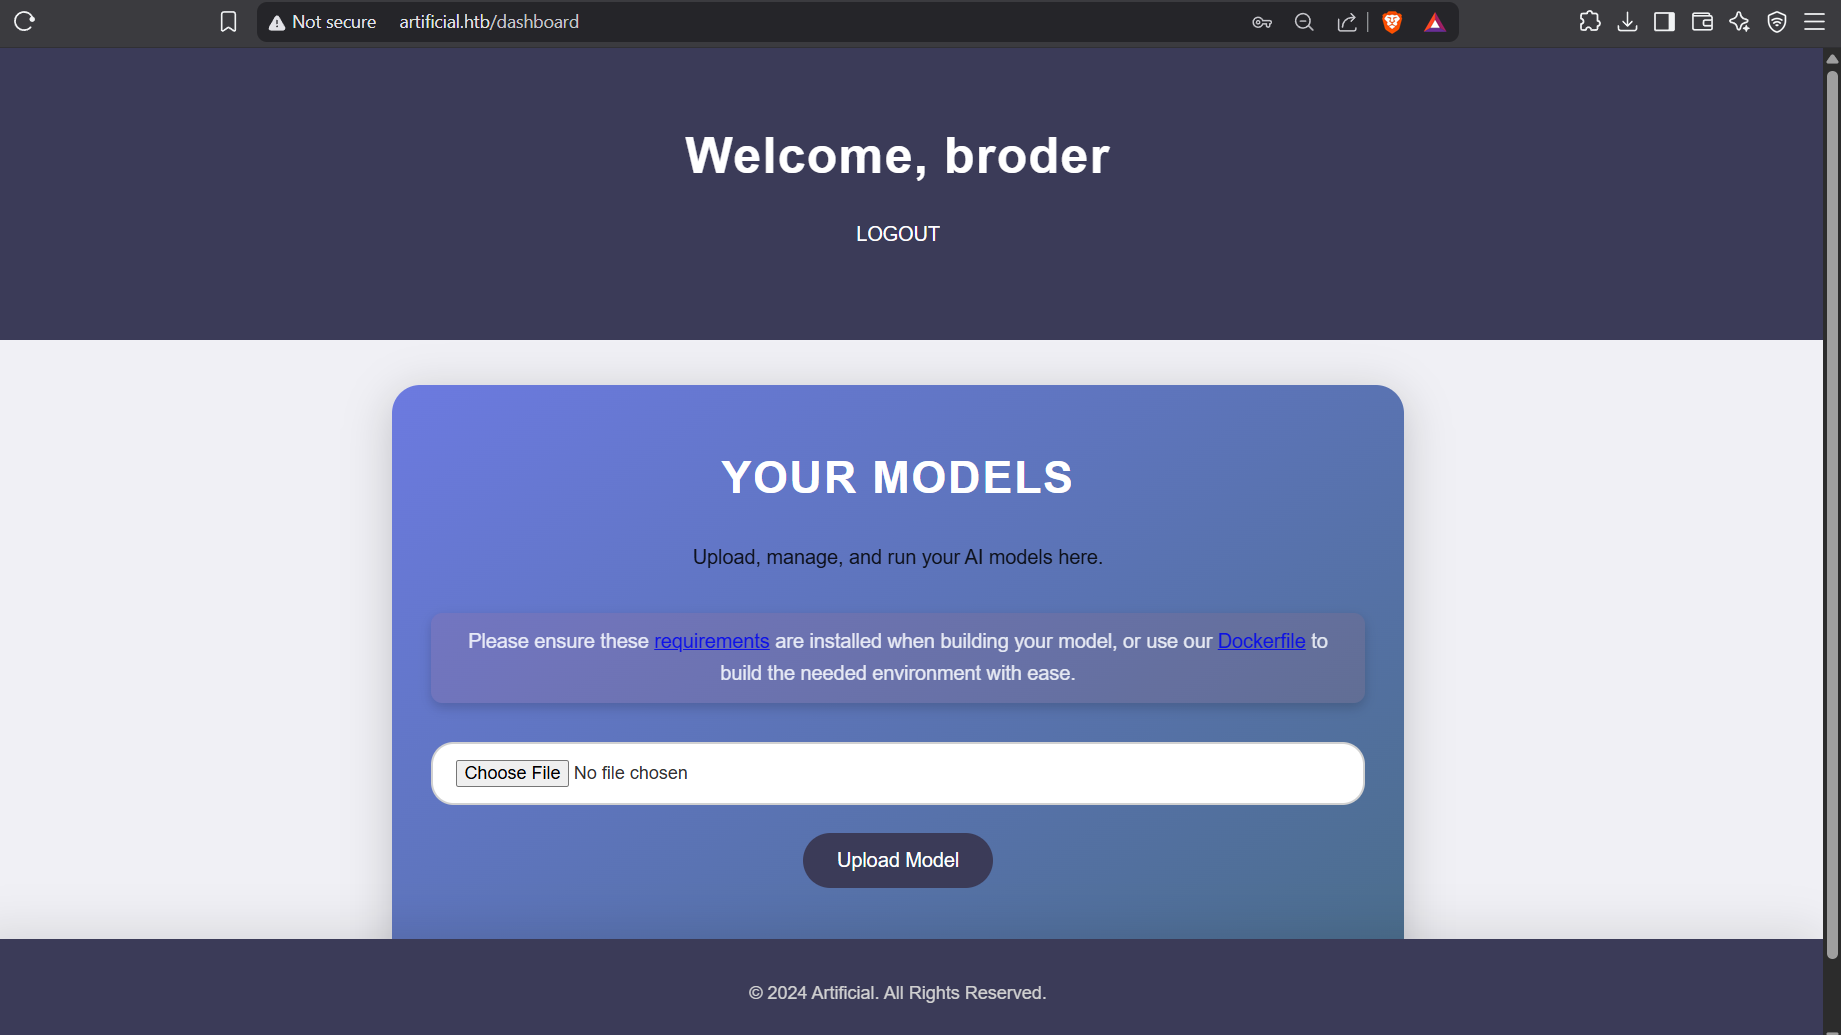 Not secure artificial.htb/dashboard
Welcome, broder
LOGOUT
YOUR MODELS
Upload, manage, and run your AI models here.
Please ensure these requirements are installed when building your model, or use our Dockerfile to
build the needed environment with ease.
Choose File No file chosen
Upload Model
© 2024 Artificial. All Rights Reserved.